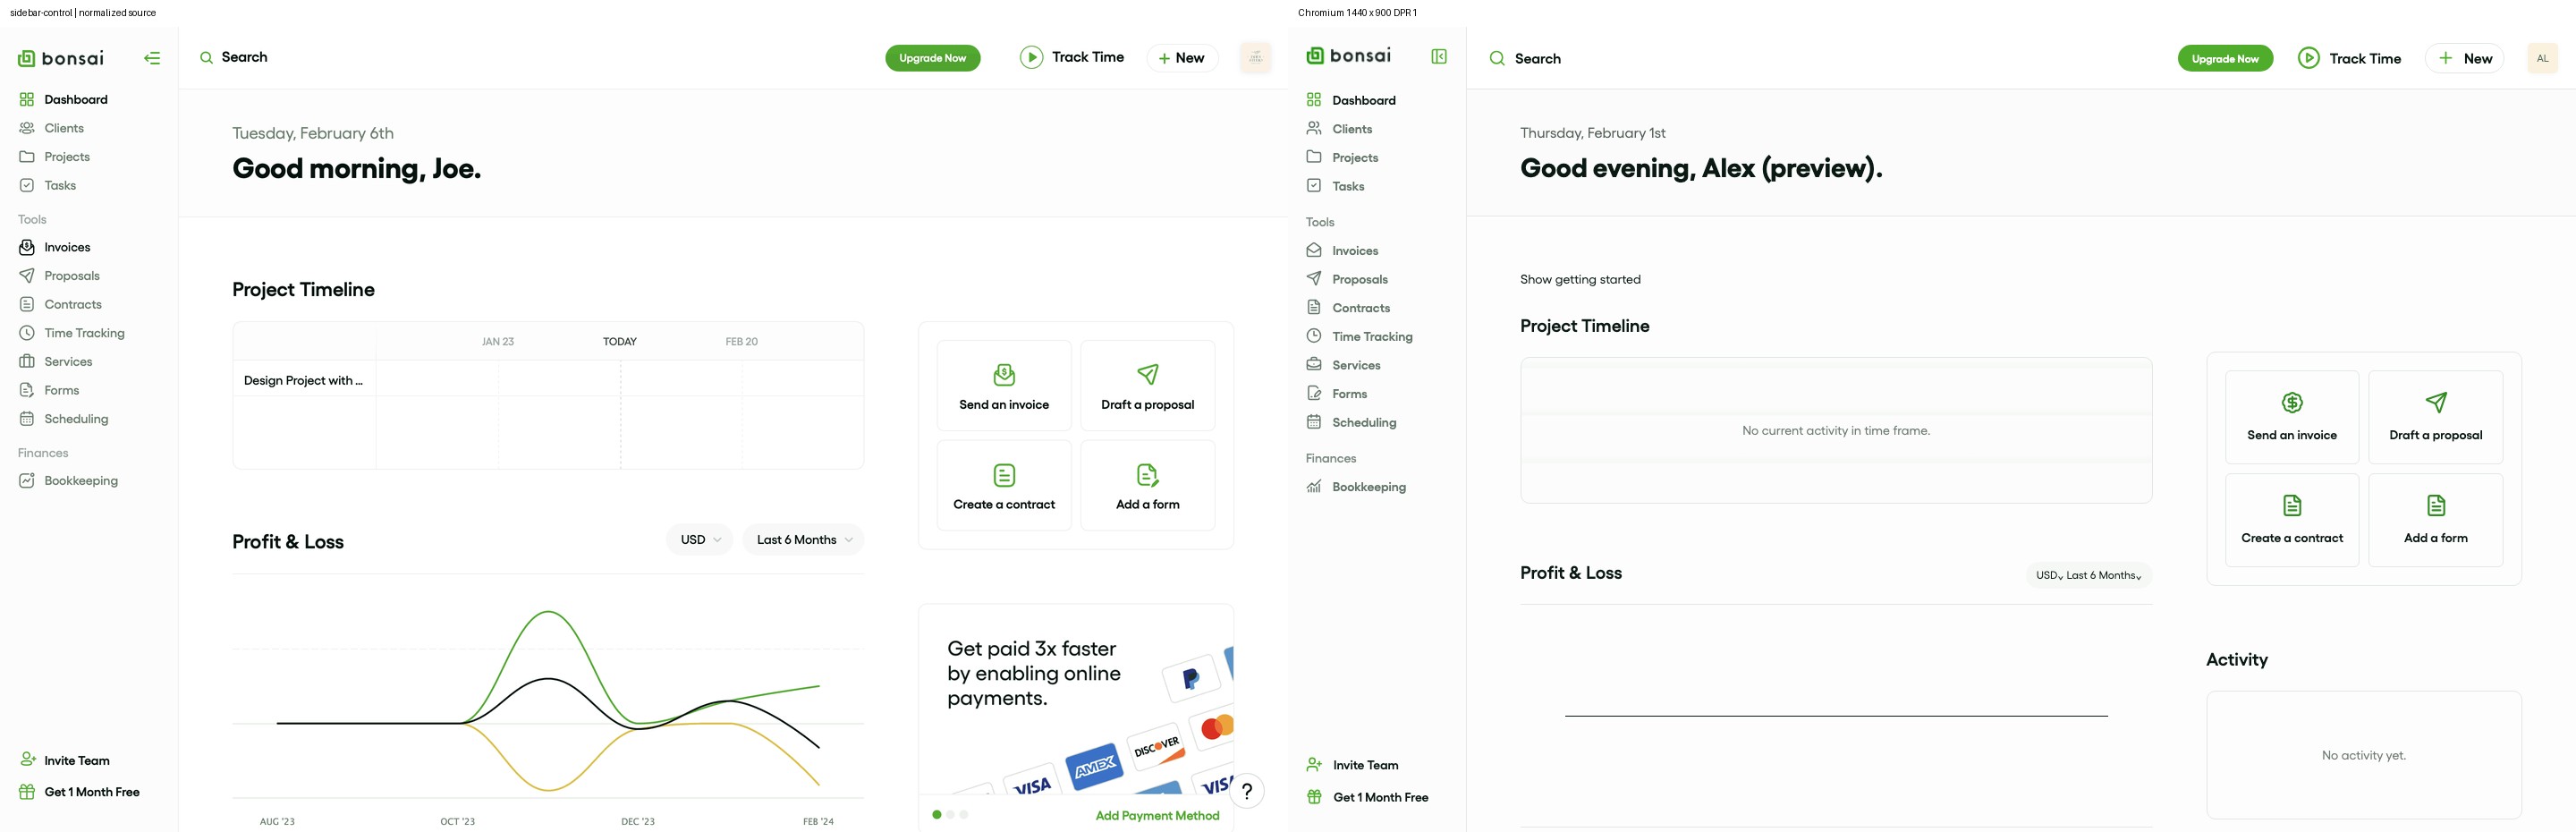 sidebar-control | normalized source
bonsai
Search
Upgrade Now
Track Time
+ New
Dashboard
Clients
Projects
Tasks
Tools
Invoices
Proposals
Contracts
Time Tracking
Services
Forms
Scheduling
Finances
Bookkeeping
Invite Team
Get 1 Month Free
Tuesday, February 6th
Good morning, Joe.
Project Timeline
JAN 23
TODAY
FEB 20
Design Project with ...
Send an invoice
Draft a proposal
Create a contract
Add a form
Profit & Loss
USD
Last 6 Months
AUG '23
OCT '23
DEC '23
FEB '24
Get paid 3x faster
by enabling online
payments.
DISCOVER
AMEX
VISA
VISA
Add Payment Method
?
Chromium 1440 x 900 DPR 1
bonsai
Search
Upgrade Now
Track Time
+ New
AL
Dashboard
Clients
Projects
Tasks
Tools
Invoices
Proposals
Contracts
Time Tracking
Services
Forms
Scheduling
Finances
Bookkeeping
Invite Team
Get 1 Month Free
Thursday, February 1st
Good evening, Alex (preview).
Show getting started
Project Timeline
No current activity in time frame.
Send an invoice
Draft a proposal
Create a contract
Add a form
Profit & Loss
USD Last 6 Months
Activity
No activity yet.